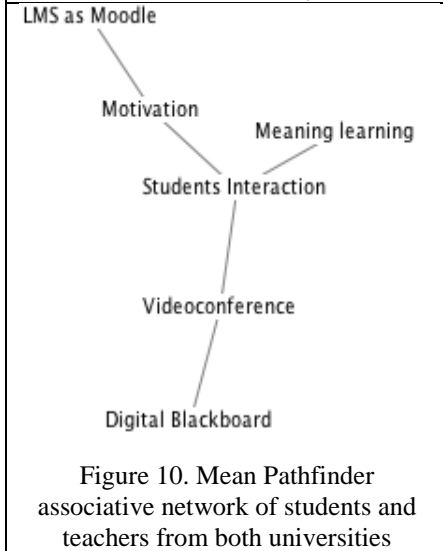 LMS as Moodle
Motivation
Meaning learning
Students Interaction
Videoconference
Digital Blackboard
Figure 10. Mean Pathfinder
associative network of students and
teachers from both universities